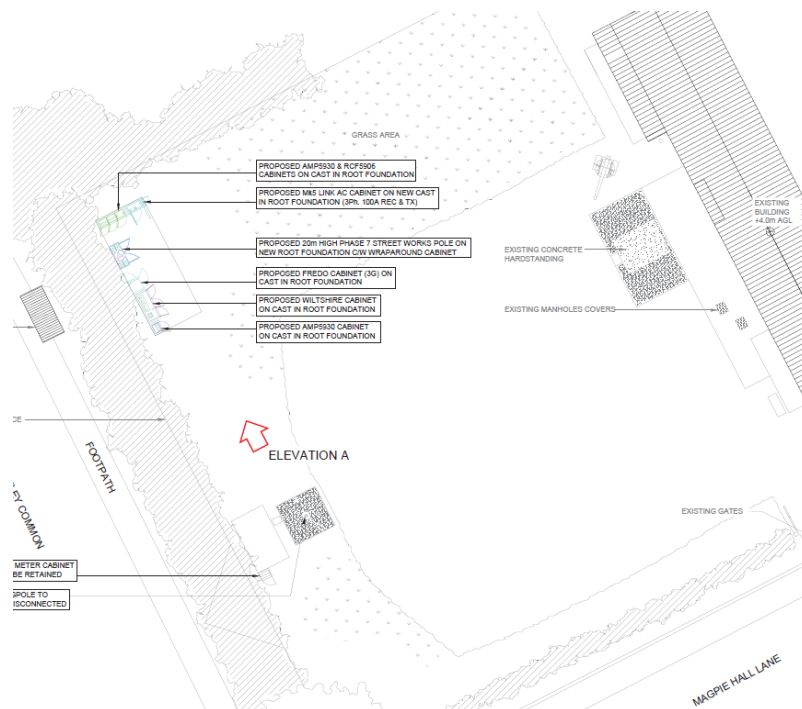 GRASS AREA
PROPOSED AMP5930 & RCF5906
CABINETS ON CAST IN ROOT FOUNDATION
PROPOSED Mk5 LINK AC CABINET ON NEW CAST
IN ROOT FOUNDATION (3Ph. 100A REC & TX)
PROPOSED 20m HIGH PHASE 7 STREET WORKS POLE ON
NEW ROOT FOUNDATION C/W WRAPAROUND CABINET
PROPOSED FREDO CABINET (3G) ON
CAST IN ROOT FOUNDATION
PROPOSED WILTSHIRE CABINET
ON CAST IN ROOT FOUNDATION
PROPOSED AMP5930 CABINET
ON CAST IN ROOT FOUNDATION
EXISTING
BUILDING
+4.0m AGL
EXISTING CONCRETE
HARDSTANDING
EXISTING MANHOLES COVERS
ELEVATION A
FOOTPATH
EY COMMON
EXISTING GATES
METER CABINET
BE RETAINED
GPOLE TO
ISCONNECTED
MAGPIE HALL LANE